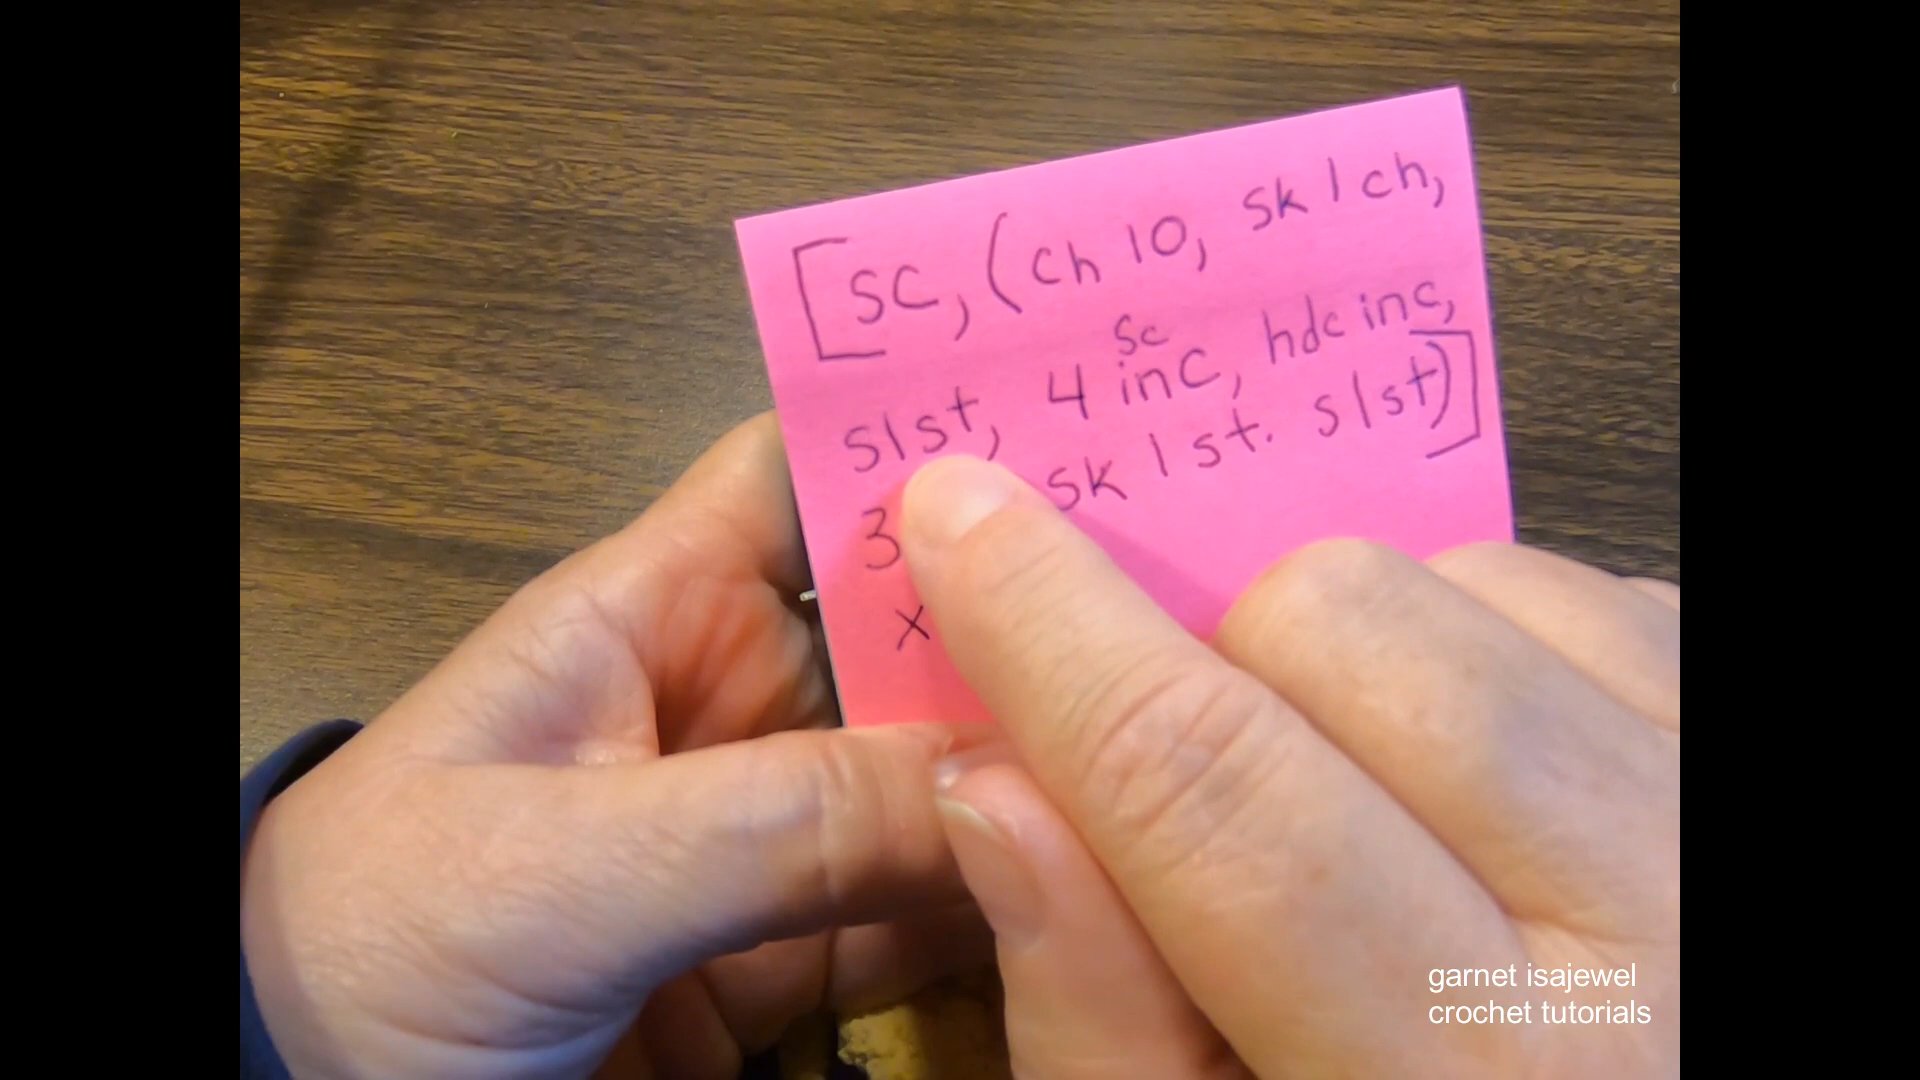 [SC, (ch 10, sk 1 ch,
sc
slst, 4 inc, hdc inc,
3 sk 1 st. slst)]
x
garnet isajewel
crochet tutorials